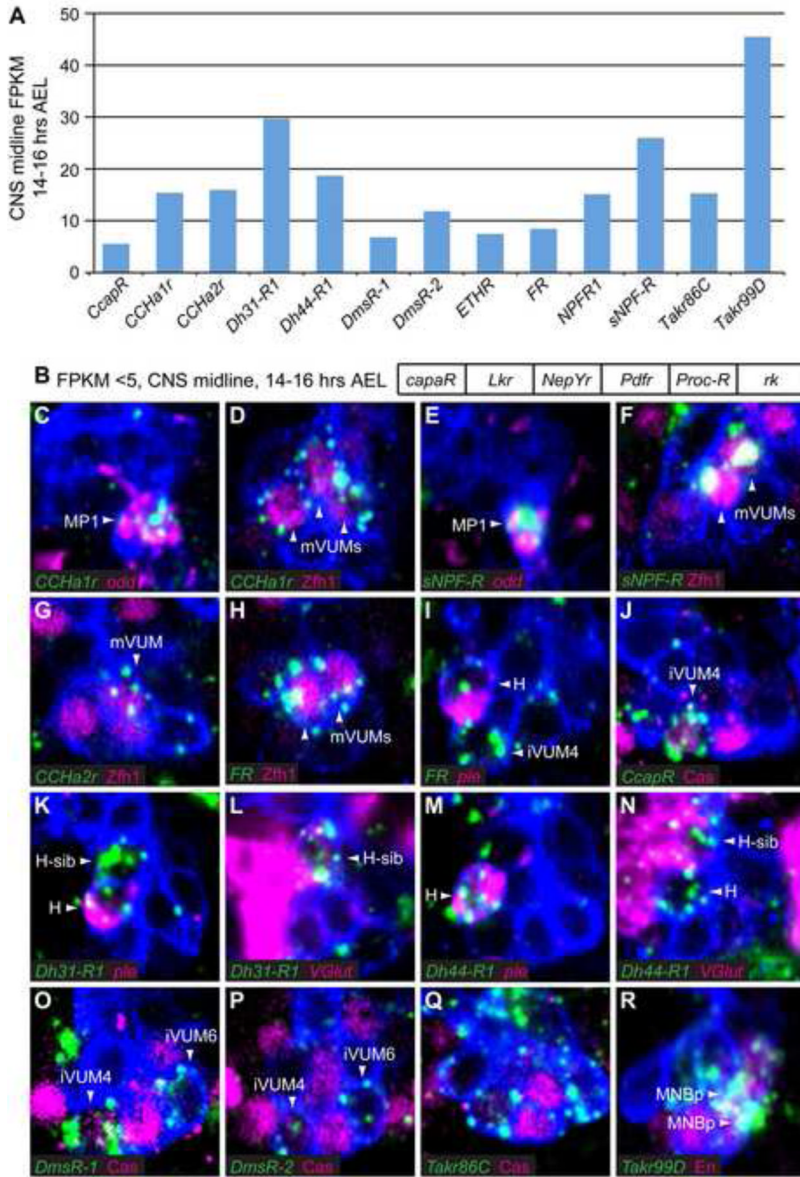 A
CNS midline FPKM
14-16 hrs AEL
50
40
30
20
10
0
CcapR
CCHa1r
CCHa2r
Dh31-R1
Dh44-R1
DmsR-1
DmsR-2
ETHR
FR
NPFR1
sNPF-R
Takr86C
Takr99D
B FPKM <5, CNS midline, 14-16 hrs AEL capaR Lkr NepYr Pdfr Proc-R rk
C
MP1
CCHa1r odd
D
mVUMs
CCHa1r Zfh1
E
MP1
sNPF-R odd
F
mVUMs
sNPF-R Zfh1
G
mVUM
CCHa2r Zfh1
H
mVUMs
FR Zfh1
I
H
iVUM4
FR ple
J
iVUM4
CcapR Cas
K
H-sib
H
Dh31-R1 ple
L
H-sib
Dh31-R1 VGlut
M
H
Dh44-R1 ple
N
H-sib
H
Dh44-R1 VGlut
O
iVUM6
iVUM4
DmsR-1 Cas
P
iVUM6
iVUM4
DmsR-2 Cas
Q
Takr86C Cas
R
MNBp
MNBp
Takr99D En